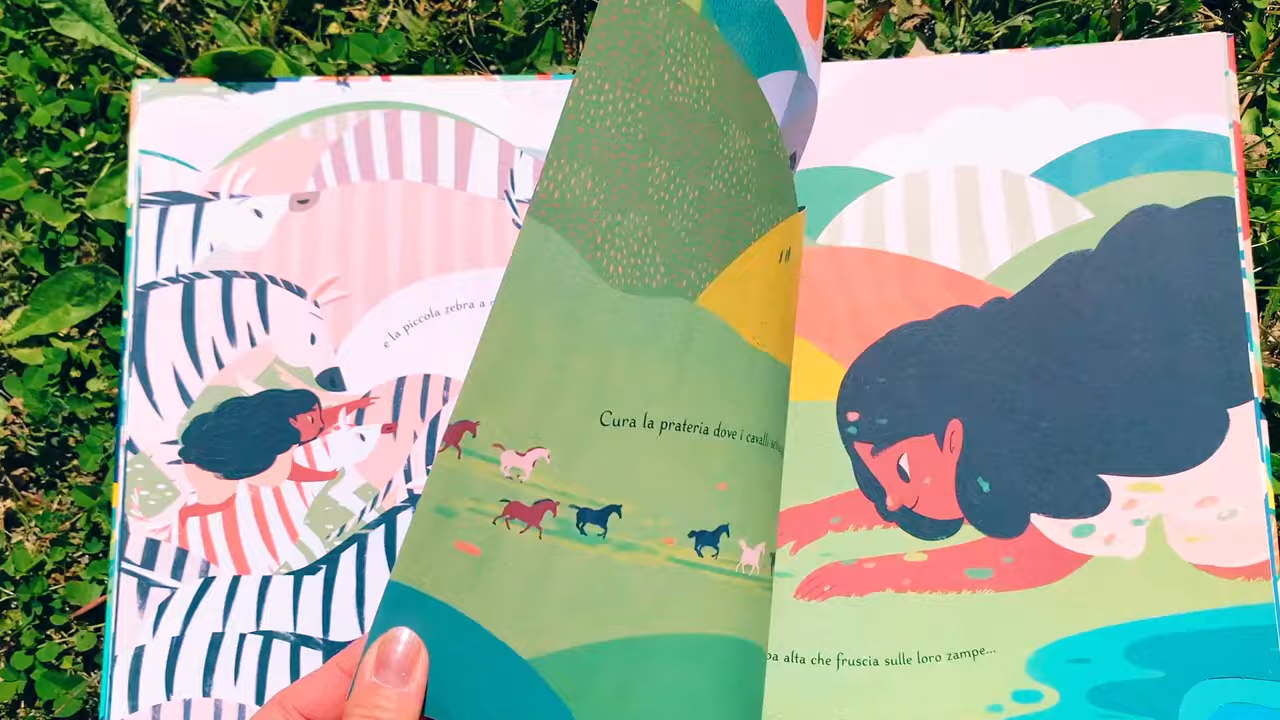 e la piccola zebra a
Cura la prateria dove i cavalli
alta che fruscia sulle loro zampe...